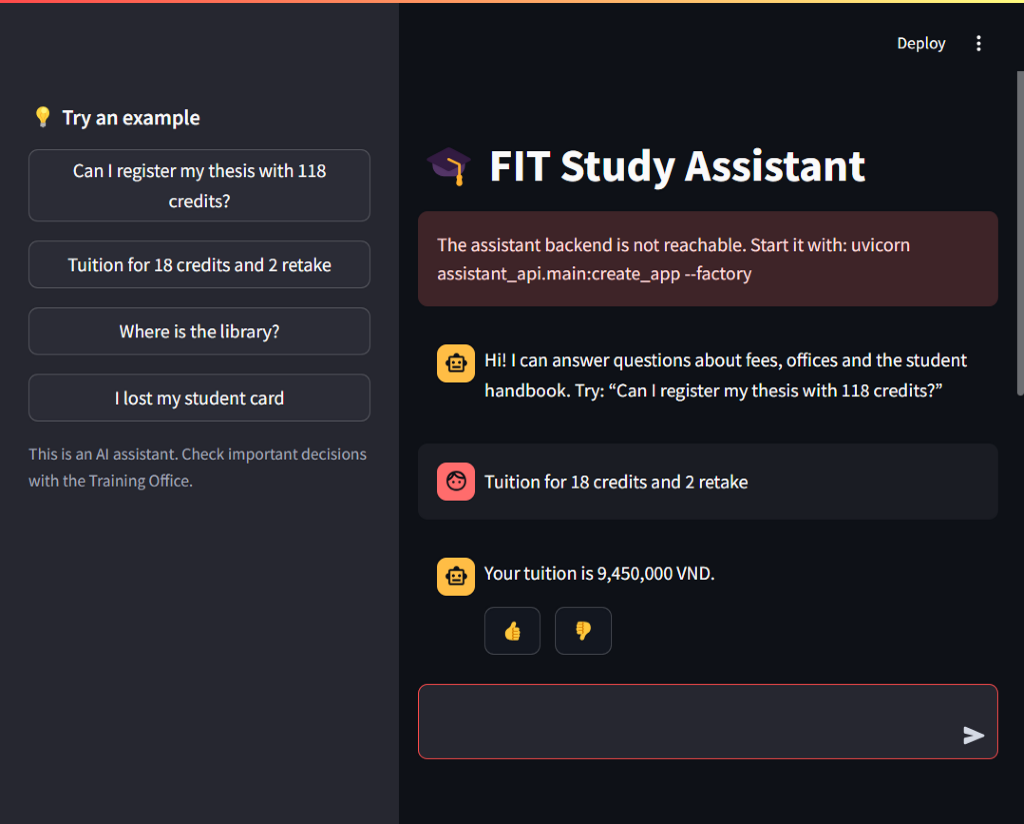 Deploy
Try an example
Can I register my thesis with 118
credits?
Tuition for 18 credits and 2 retake
Where is the library?
I lost my student card
This is an AI assistant. Check important decisions
with the Training Office.
FIT Study Assistant
The assistant backend is not reachable. Start it with: uvicorn
assistant_api.main:create_app --factory
Hi! I can answer questions about fees, offices and the student
handbook. Try: “Can I register my thesis with 118 credits?”
Tuition for 18 credits and 2 retake
Your tuition is 9,450,000 VND.